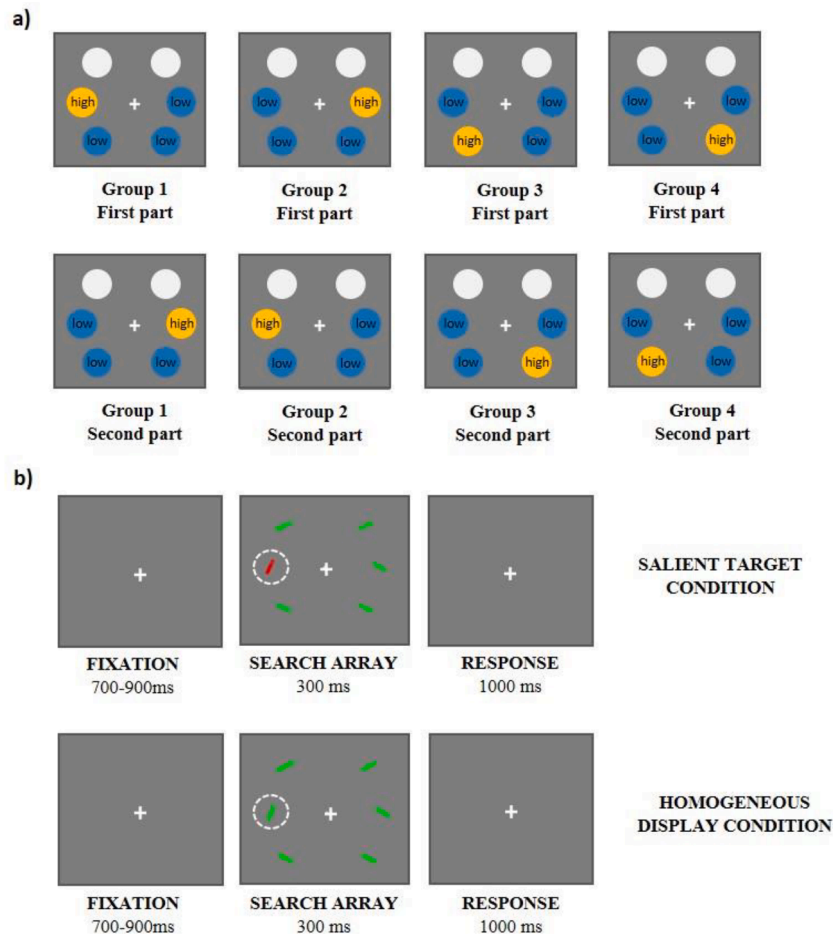 a)
high low
low low
Group 1
First part
low high
low low
Group 2
First part
low low
high low
Group 3
First part
low low
low high
Group 4
First part
low high
low low
Group 1
Second part
high low
low low
Group 2
Second part
low low
low high
Group 3
Second part
low low
high low
Group 4
Second part
b)
FIXATION
700-900ms
SEARCH ARRAY
300 ms
RESPONSE
1000 ms
SALIENT TARGET
CONDITION
FIXATION
700-900ms
SEARCH ARRAY
300 ms
RESPONSE
1000 ms
HOMOGENEOUS
DISPLAY CONDITION